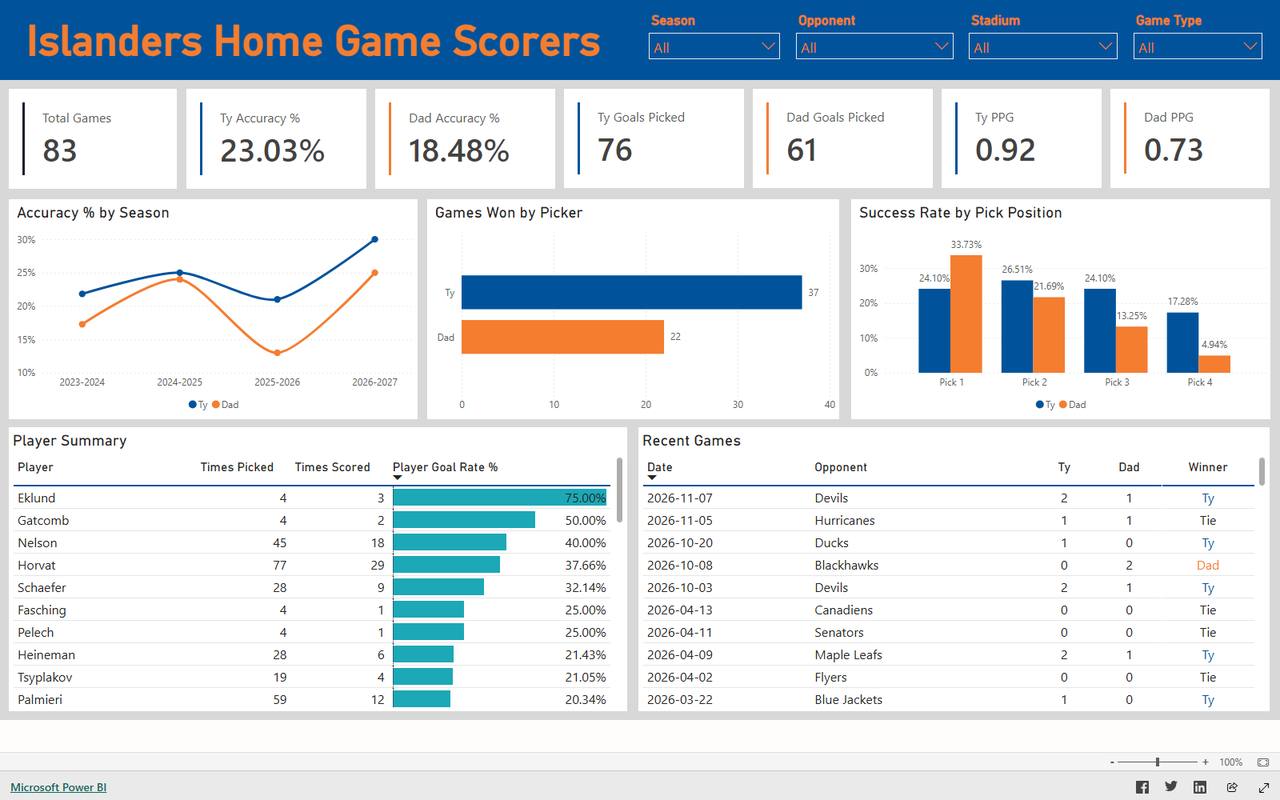 Islanders Home Game Scorers
Season Opponent Stadium Game Type
All All All All
Total Games
83
Ty Accuracy %
23.03%
Dad Accuracy %
18.48%
Ty Goals Picked
76
Dad Goals Picked
61
Ty PPG
0.92
Dad PPG
0.73
Accuracy % by Season
30%
25%
20%
15%
10%
2023-2024 2024-2025 2025-2026 2026-2027
Ty Dad
Games Won by Picker
Ty 37
Dad 22
0 10 20 30 40
Success Rate by Pick Position
30%
20%
10%
0%
24.10% 33.73% 26.51% 21.69% 24.10% 13.25% 17.28% 4.94%
Pick 1 Pick 2 Pick 3 Pick 4
Ty Dad
Player Summary
Player Times Picked Times Scored Player Goal Rate %
Eklund 4 3 75.00%
Gatcomb 4 2 50.00%
Nelson 45 18 40.00%
Horvat 77 29 37.66%
Schaefer 28 9 32.14%
Fasching 4 1 25.00%
Pelech 4 1 25.00%
Heineman 28 6 21.43%
Tsyplakov 19 4 21.05%
Palmieri 59 12 20.34%
Recent Games
Date Opponent Ty Dad Winner
2026-11-07 Devils 2 1 Ty
2026-11-05 Hurricanes 1 1 Tie
2026-10-20 Ducks 1 0 Ty
2026-10-08 Blackhawks 0 2 Dad
2026-10-03 Devils 2 1 Ty
2026-04-13 Canadiens 0 0 Tie
2026-04-11 Senators 0 0 Tie
2026-04-09 Maple Leafs 2 1 Ty
2026-04-02 Flyers 0 0 Tie
2026-03-22 Blue Jackets 1 0 Ty
- + 100%
Microsoft Power BI